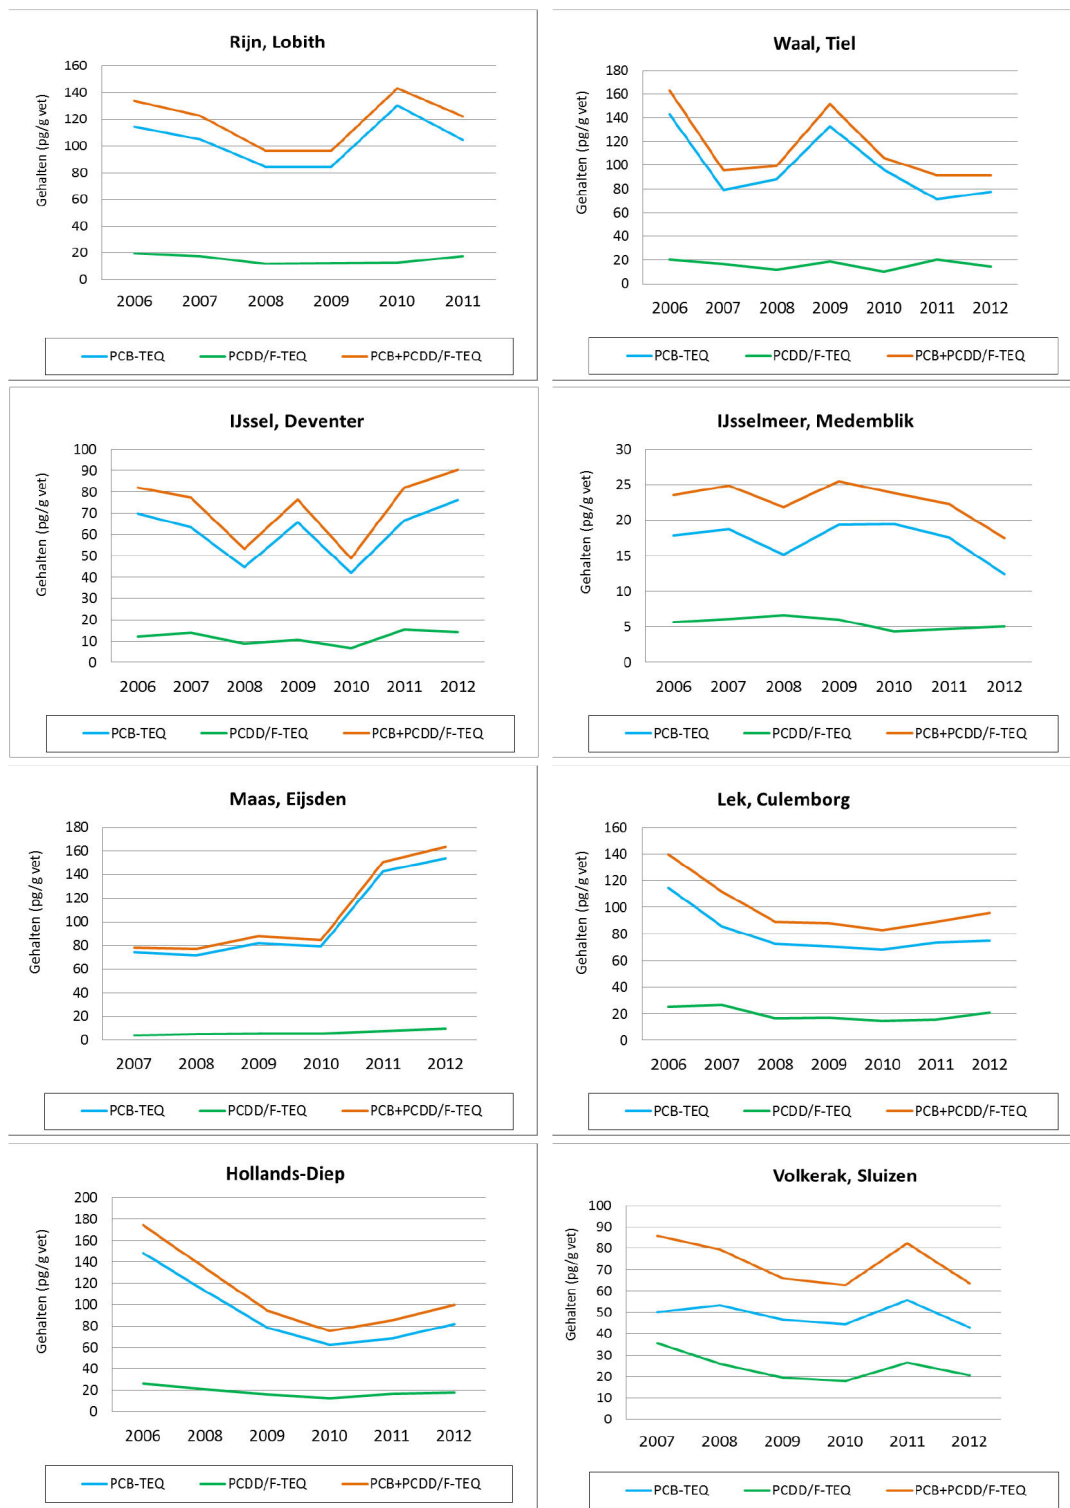 Rijn, Lobith
Gehalten (pg/g vet)
160
140
120
100
80
60
40
20
0
2006 2007 2008 2009 2010 2011
PCB-TEQ PCDD/F-TEQ PCB+PCDD/F-TEQ
Waal, Tiel
Gehalten (pg/g vet)
180
160
140
120
100
80
60
40
20
0
2006 2007 2008 2009 2010 2011 2012
PCB-TEQ PCDD/F-TEQ PCB+PCDD/F-TEQ
IJssel, Deventer
Gehalten (pg/g vet)
100
90
80
70
60
50
40
30
20
10
0
2006 2007 2008 2009 2010 2011 2012
PCB-TEQ PCDD/F-TEQ PCB+PCDD/F-TEQ
IJsselmeer, Medemblik
Gehalten (pg/g vet)
30
25
20
15
10
5
0
2006 2007 2008 2009 2010 2011 2012
PCB-TEQ PCDD/F-TEQ PCB+PCDD/F-TEQ
Maas, Eijsden
Gehalten (pg/g vet)
180
160
140
120
100
80
60
40
20
0
2007 2008 2009 2010 2011 2012
PCB-TEQ PCDD/F-TEQ PCB+PCDD/F-TEQ
Lek, Culemborg
Gehalten (pg/g vet)
160
140
120
100
80
60
40
20
0
2006 2007 2008 2009 2010 2011 2012
PCB-TEQ PCDD/F-TEQ PCB+PCDD/F-TEQ
Hollands-Diep
Gehalten (pg/g vet)
200
180
160
140
120
100
80
60
40
20
0
2006 2008 2009 2010 2011 2012
PCB-TEQ PCDD/F-TEQ PCB+PCDD/F-TEQ
Volkerak, Sluizen
Gehalten (pg/g vet)
100
90
80
70
60
50
40
30
20
10
0
2007 2008 2009 2010 2011 2012
PCB-TEQ PCDD/F-TEQ PCB+PCDD/F-TEQ